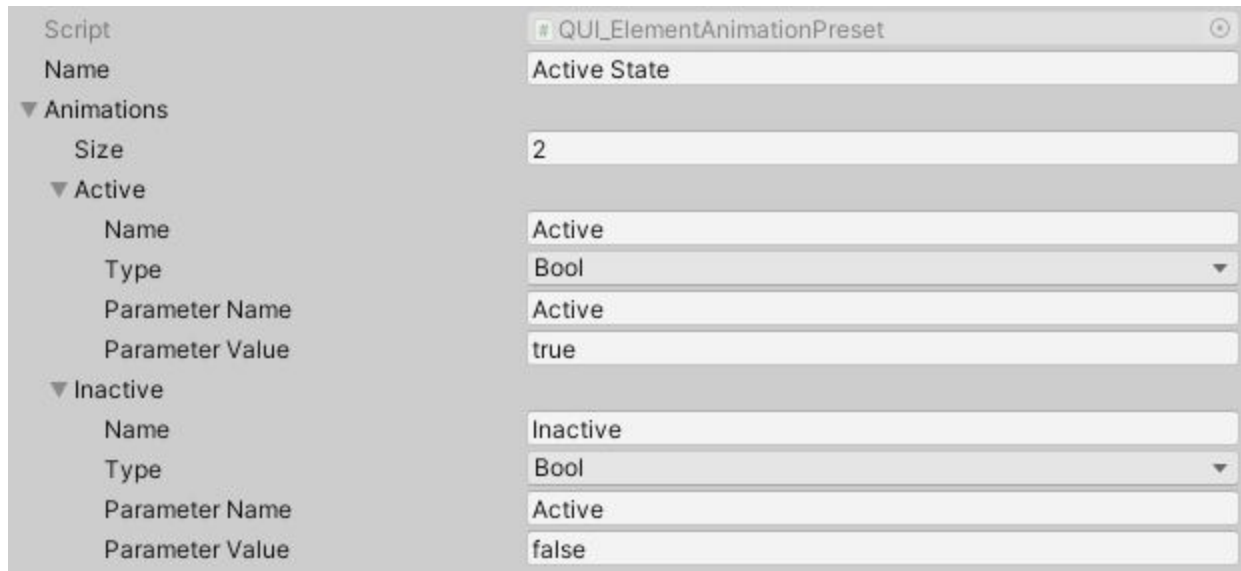 Script # QUI_ElementAnimationPreset
Name Active State
Animations
Size 2
Active
Name Active
Type Bool
Parameter Name Active
Parameter Value true
Inactive
Name Inactive
Type Bool
Parameter Name Active
Parameter Value false